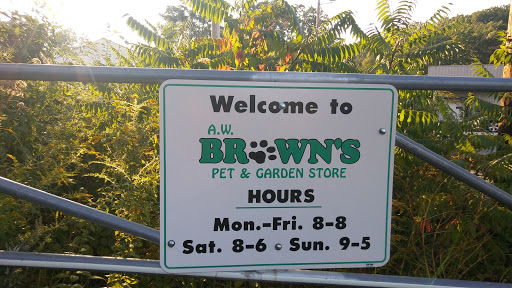 Welcome to
A.W.
BROWN'S
PET & GARDEN STORE
HOURS
Mon.-Fri. 8-8
Sat. 8-6 • Sun. 9-5